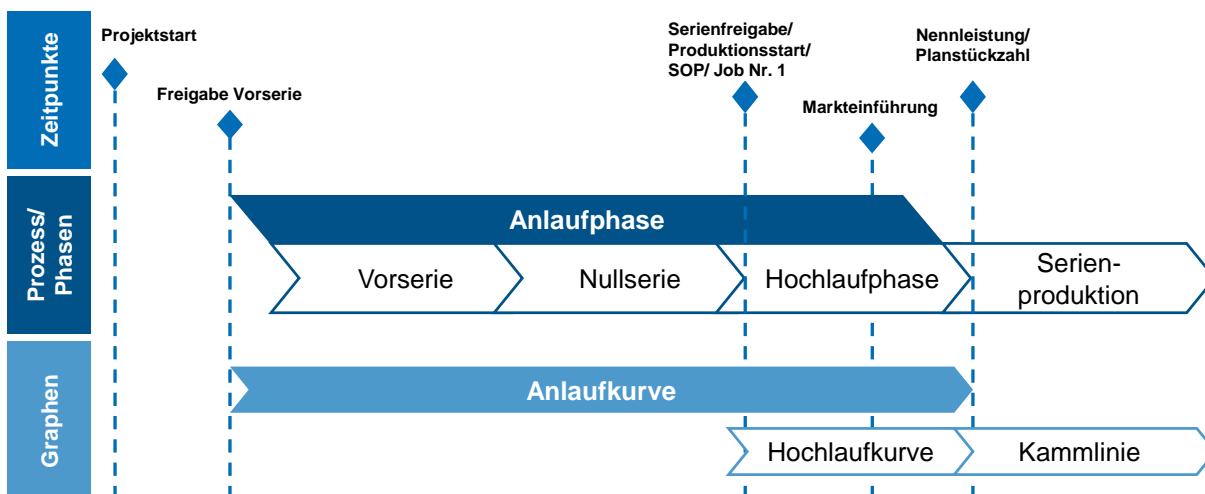 Zeitpunkte
Projektstart
Freigabe Vorserie
Serienfreigabe/
Produktionsstart/
SOP/ Job Nr. 1
Markteinführung
Nennleistung/
Planstückzahl
Prozess/
Phasen
Anlaufphase
Vorserie
Nullserie
Hochlaufphase
Serien-
produktion
Graphen
Anlaufkurve
Hochlaufkurve
Kammlinie